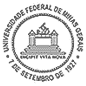 UNIVERSIDADE FEDERAL DE MINAS GERAIS
INCIPIT VITA NOVA
• 7 DE SETEMBRO DE 1927 •